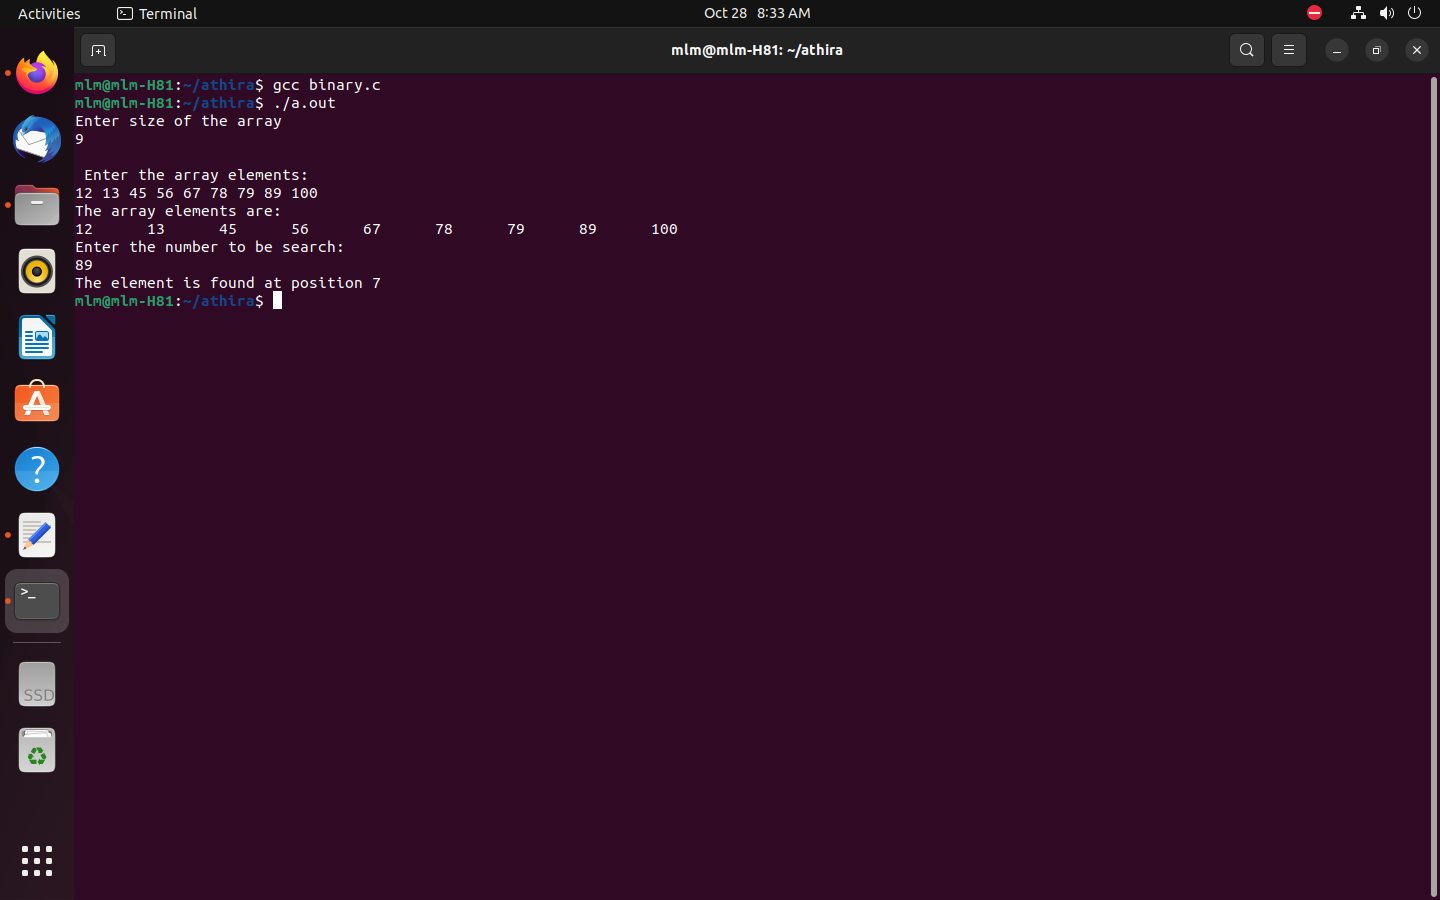 Activities Terminal Oct 28 8:33 AM
mlm@mlm-H81: ~/athira
mlm@mlm-H81:~/athira$ gcc binary.c
mlm@mlm-H81:~/athira$ ./a.out
Enter size of the array
9
Enter the array elements:
12 13 45 56 67 78 79 89 100
The array elements are:
12 13 45 56 67 78 79 89 100
Enter the number to be search:
89
The element is found at position 7
mlm@mlm-H81:~/athira$
>_
SSD